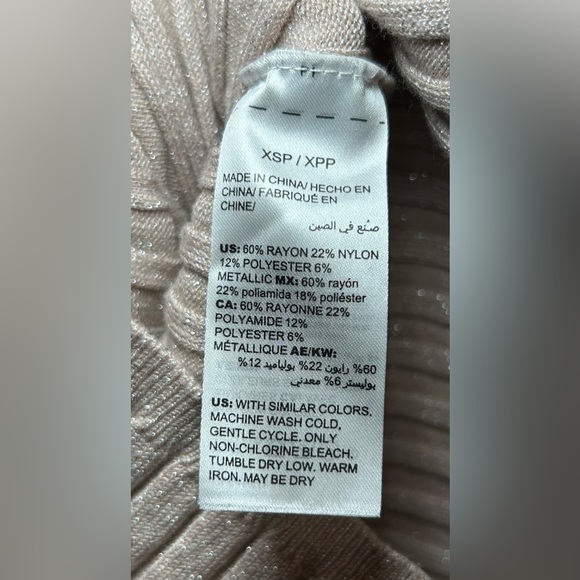 XSP / XPP
MADE IN CHINA/ HECHO EN
CHINA/ FABRIQUÉ EN
CHINE/
صُنع في الصين
US: 60% RAYON 22% NYLON
12% POLYESTER 6%
METALLIC MX: 60% rayón
22% poliamida 18% poliéster
CA: 60% RAYONNE 22%
POLYAMIDE 12%
POLYESTER 6%
MÉTALLIQUE AE/KW:
60% رايون 22% بولياميد 12%
بوليستر 6% معدني
US: WITH SIMILAR COLORS.
MACHINE WASH COLD,
GENTLE CYCLE. ONLY
NON-CHLORINE BLEACH.
TUMBLE DRY LOW. WARM
IRON. MAY BE DRY